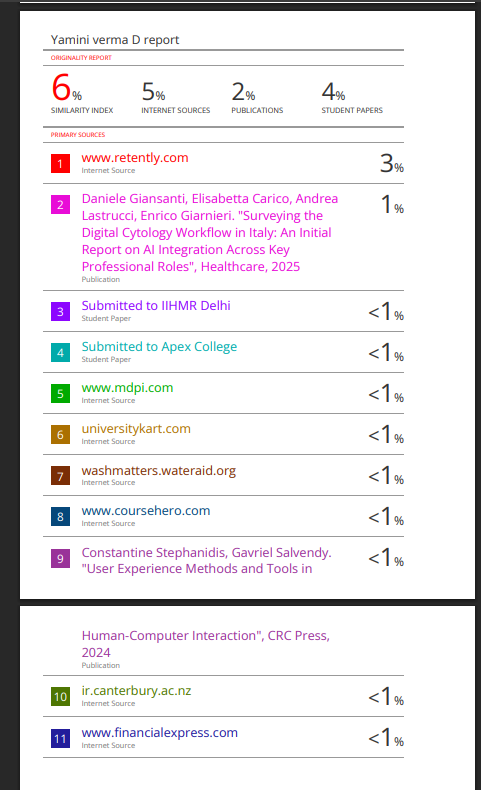 Yamini verma D report
ORIGINALITY REPORT
6%
SIMILARITY INDEX
5%
INTERNET SOURCES
2%
PUBLICATIONS
4%
STUDENT PAPERS
PRIMARY SOURCES
1
www.retently.com
Internet Source
3%
2
Daniele Giansanti, Elisabetta Carico, Andrea
Lastrucci, Enrico Giarnieri. "Surveying the
Digital Cytology Workflow in Italy: An Initial
Report on AI Integration Across Key
Professional Roles", Healthcare, 2025
Publication
1%
3
Submitted to IIHMR Delhi
Student Paper
<1%
4
Submitted to Apex College
Student Paper
<1%
5
www.mdpi.com
Internet Source
<1%
6
universitykart.com
Internet Source
<1%
7
washmatters.wateraid.org
Internet Source
<1%
8
www.coursehero.com
Internet Source
<1%
9
Constantine Stephanidis, Gavriel Salvendy.
"User Experience Methods and Tools in
<1%
Human-Computer Interaction", CRC Press,
2024
Publication
10
ir.canterbury.ac.nz
Internet Source
<1%
11
www.financialexpress.com
Internet Source
<1%